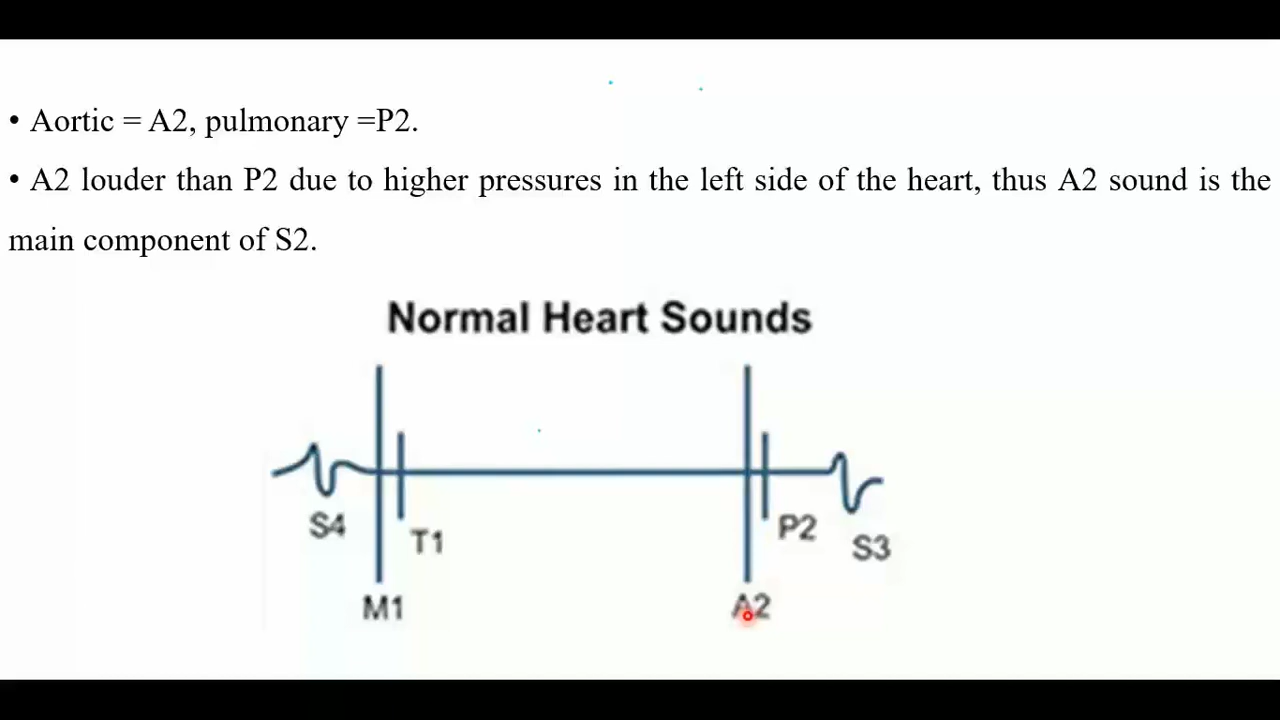 • Aortic = A2, pulmonary =P2.
• A2 louder than P2 due to higher pressures in the left side of the heart, thus A2 sound is the
main component of S2.
Normal Heart Sounds
S4
T1
P2
S3
M1
A2